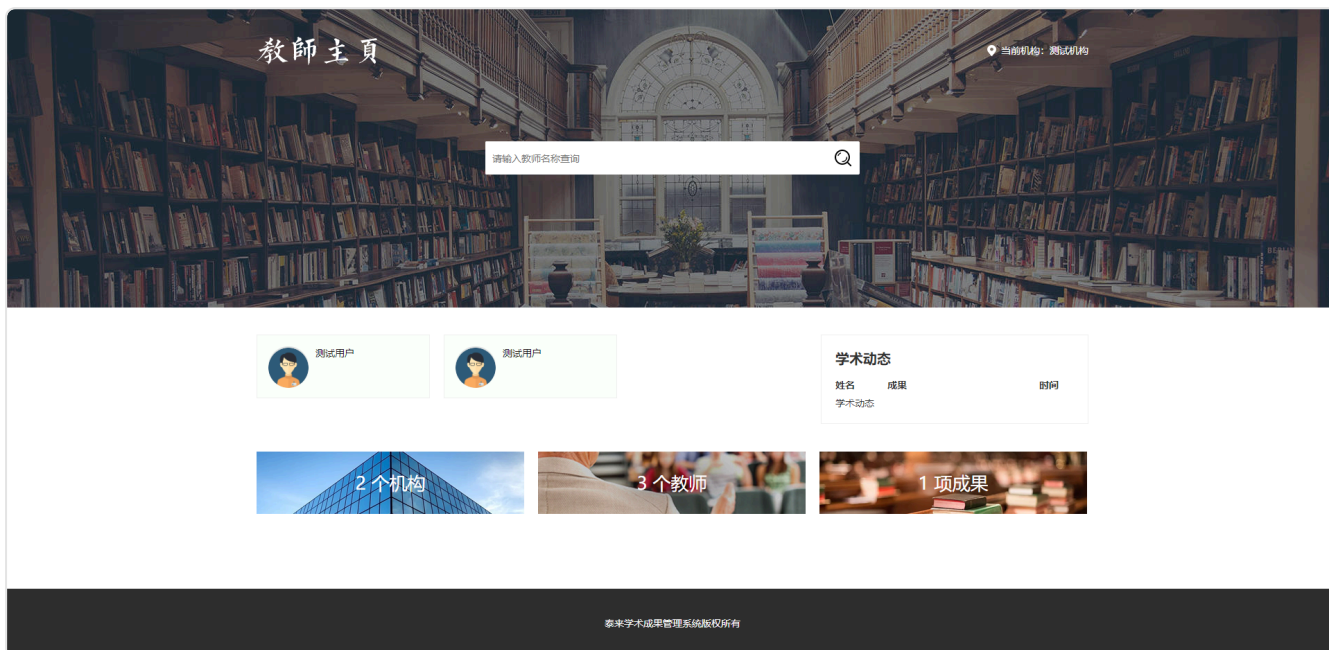 教師主頁
当前机构：测试机构
请输入教师名称查询
测试用户
测试用户
学术动态
姓名 成果 时间
学术动态
2 个机构
3 个教师
1 项成果
泰来学术成果管理系统版权所有